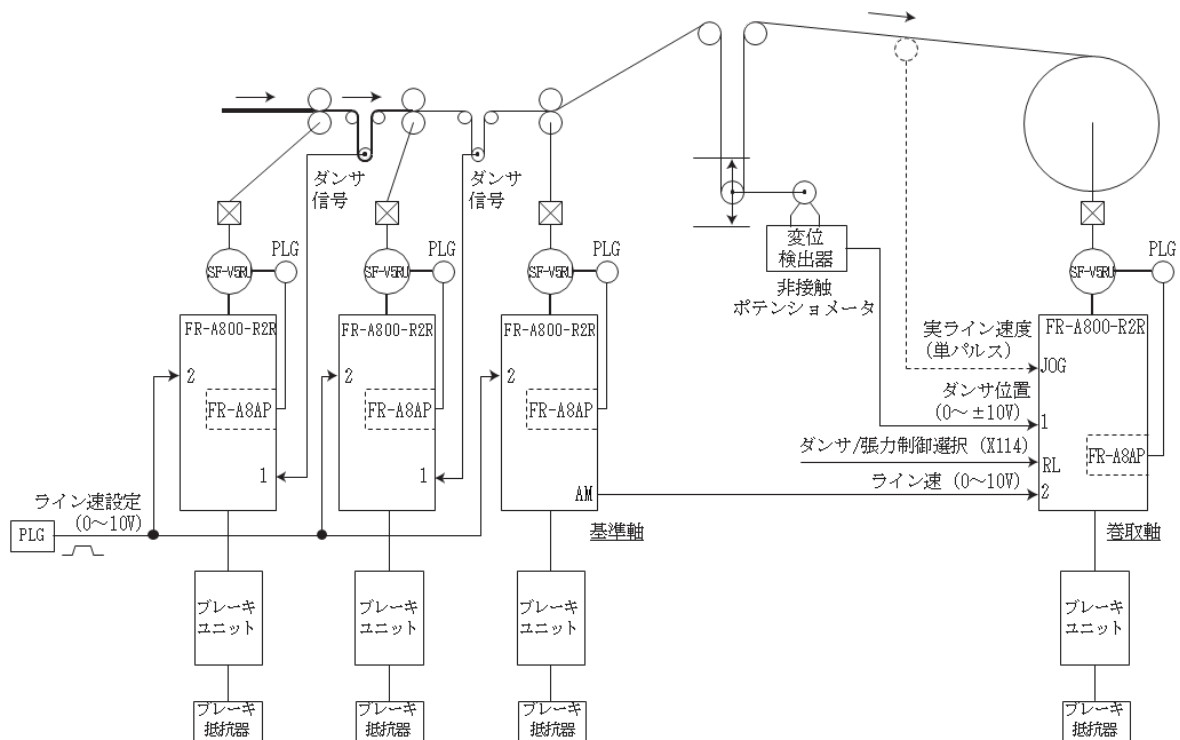 ダンサ
信号
ダンサ
信号
PLG
PLG
PLG
PLG
SF-V5RU
SF-V5RU
SF-V5RU
SF-V5RU
変位
検出器
非接触
ポテンショメータ
FR-A800-R2R
FR-A800-R2R
FR-A800-R2R
FR-A800-R2R
2
2
2
FR-A8AP
FR-A8AP
FR-A8AP
FR-A8AP
1
1
AM
実ライン速度
(単パルス)
JOG
ダンサ位置
(0～±10V)
1
ダンサ/張力制御選択 (X114)
RL
ライン速 (0～10V)
2
ライン速設定
(0～10V)
PLG
基準軸
巻取軸
ブレーキ
ユニット
ブレーキ
ユニット
ブレーキ
ユニット
ブレーキ
ユニット
ブレーキ
抵抗器
ブレーキ
抵抗器
ブレーキ
抵抗器
ブレーキ
抵抗器